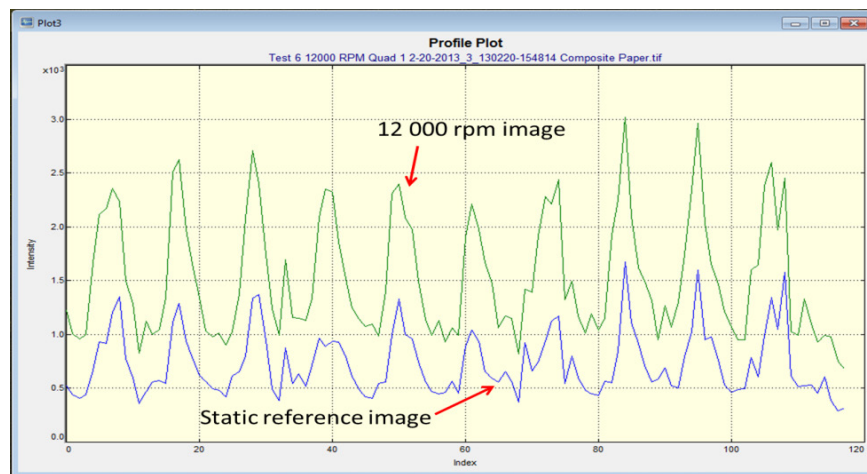 Plot3
Profile Plot
Test 6 12000 RPM Quad 1 2-20-2013_3_130220-154814 Composite Paper.tif
x10³
3.0
2.5
2.0
1.5
1.0
0.5
0.0
Intensity
12 000 rpm image
Static reference image
0
20
40
60
80
100
120
Index